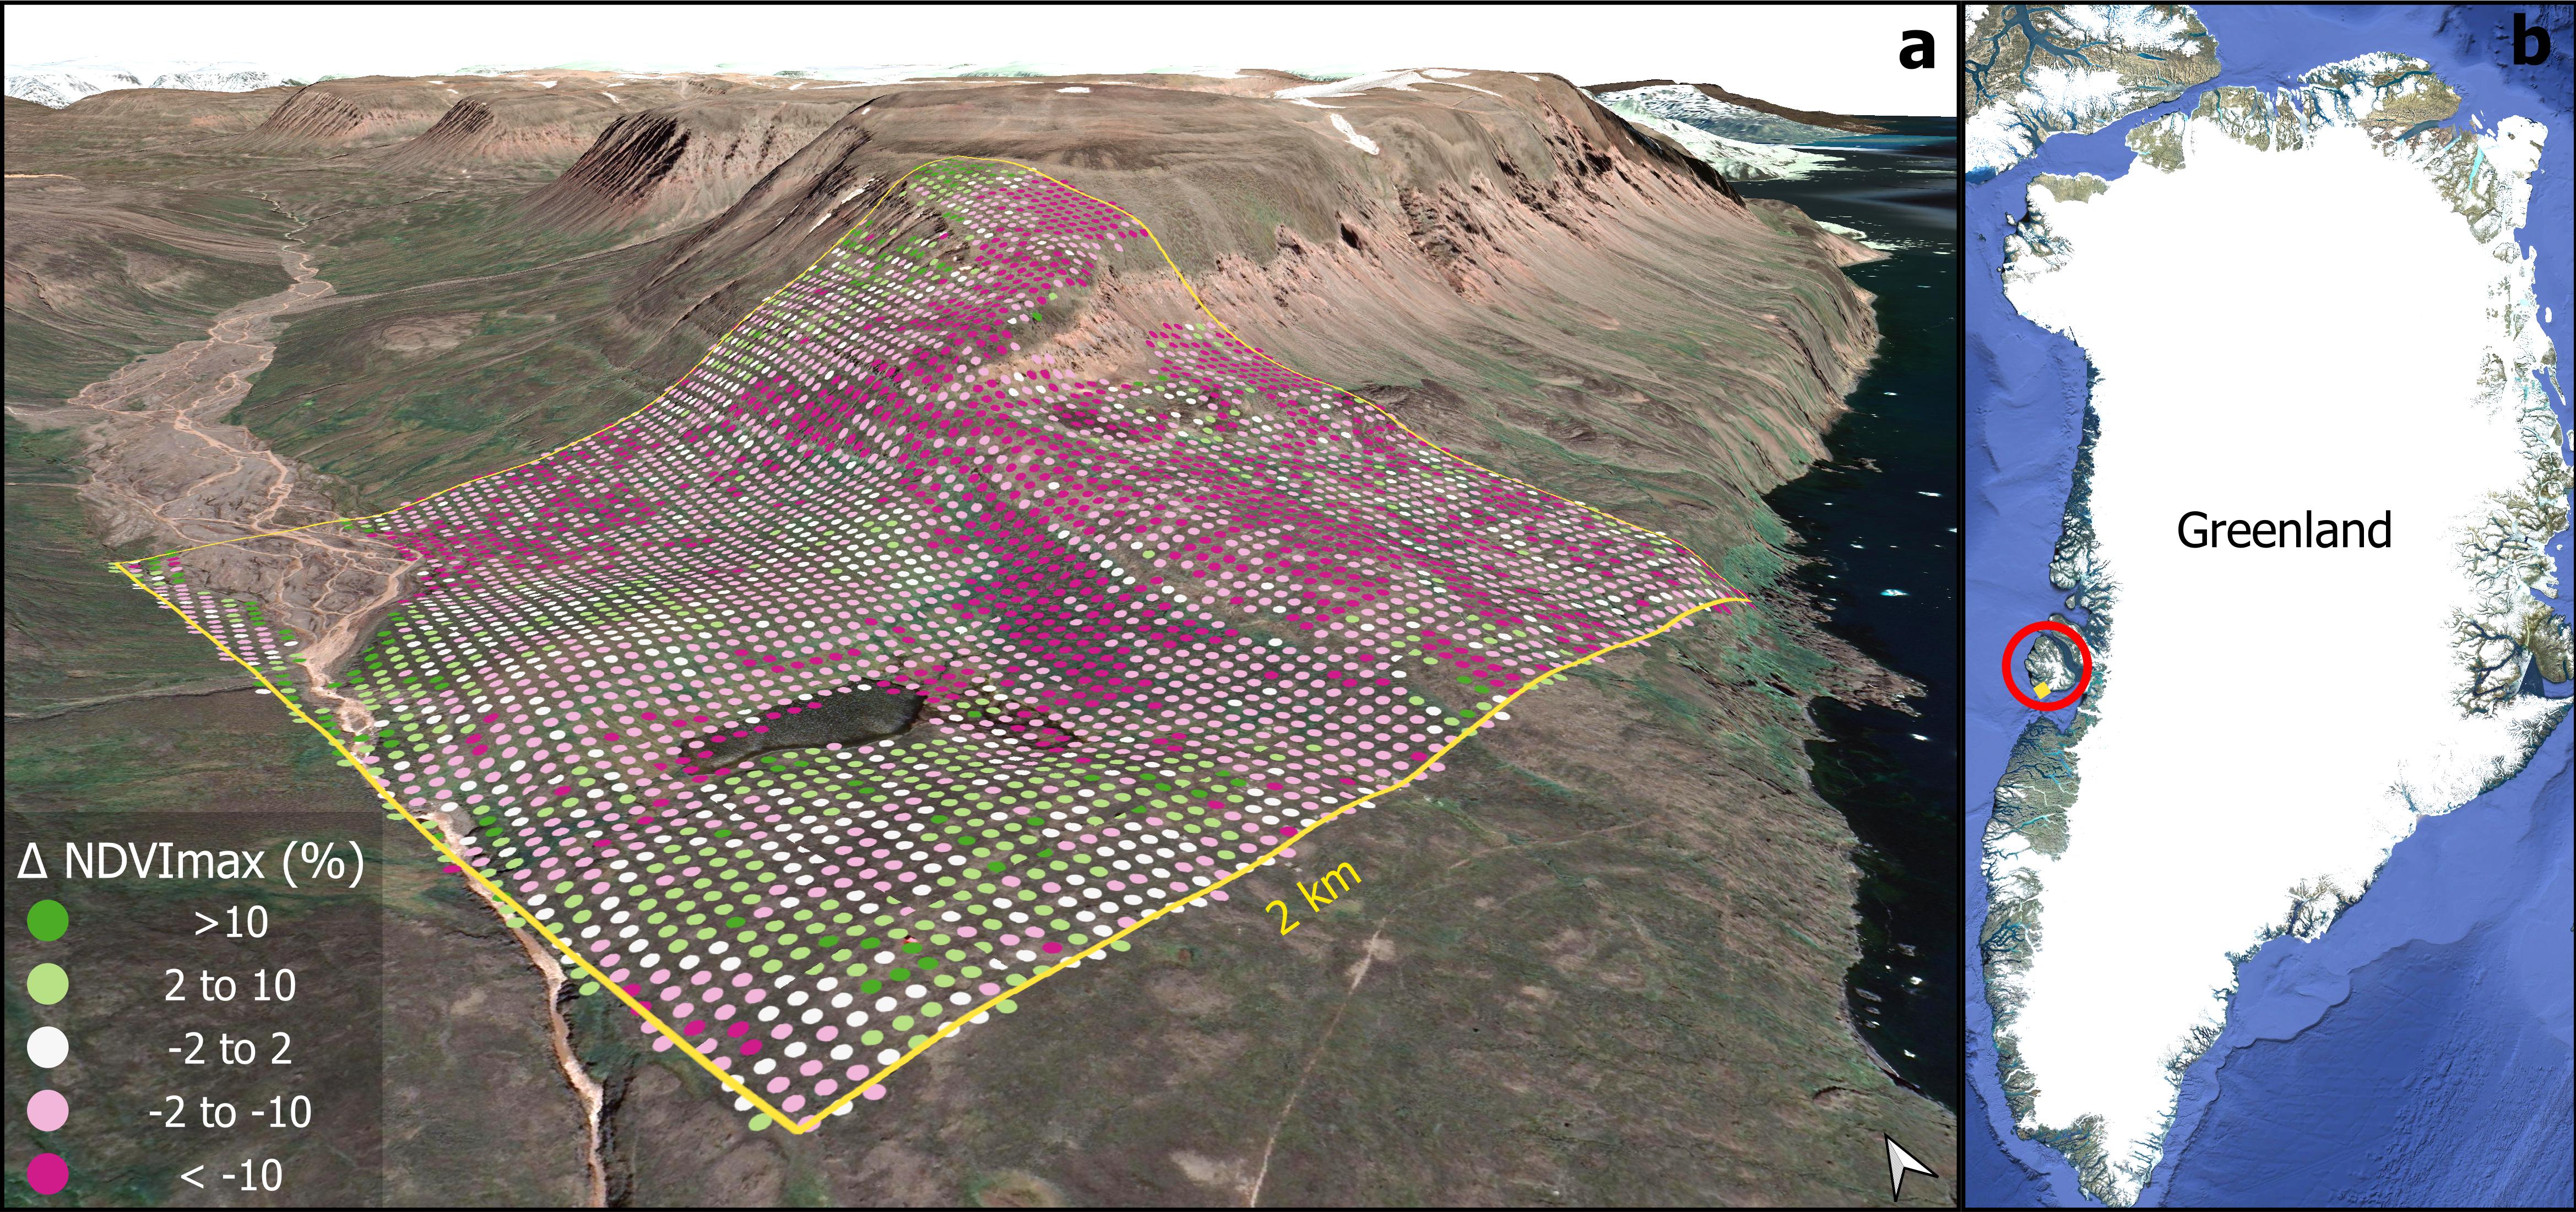 a
2 km
Δ NDVImax (%)
>10
2 to 10
-2 to 2
-2 to -10
< -10
b
Greenland